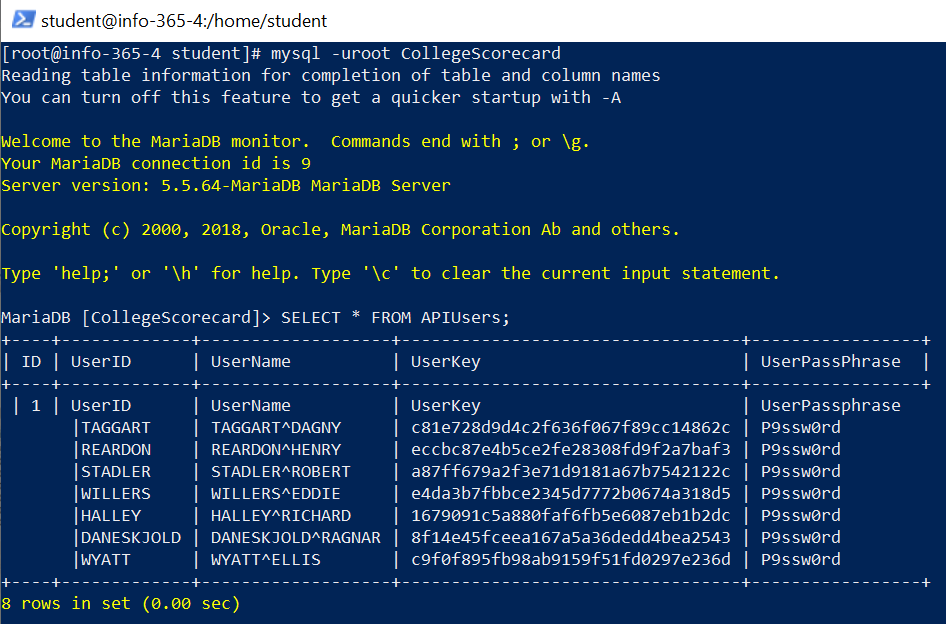 student@info-365-4:/home/student
[root@info-365-4 student]# mysql -uroot CollegeScorecard
Reading table information for completion of table and column names
You can turn off this feature to get a quicker startup with -A
Welcome to the MariaDB monitor.  Commands end with ; or \g.
Your MariaDB connection id is 9
Server version: 5.5.64-MariaDB MariaDB Server
Copyright (c) 2000, 2018, Oracle, MariaDB Corporation Ab and others.
Type 'help;' or '\h' for help. Type '\c' to clear the current input statement.
MariaDB [CollegeScorecard]> SELECT * FROM APIUsers;
+----+-------------+-------------------+----------------------------------+-----------------+
| ID | UserID      | UserName          | UserKey                          | UserPassPhrase  |
+----+-------------+-------------------+----------------------------------+-----------------+
 | 1 | UserID      | UserName          | UserKey                          | UserPassphrase
       |TAGGART    | TAGGART^DAGNY     | c81e728d9d4c2f636f067f89cc14862c | P9ssw0rd
       |REARDON    | REARDON^HENRY     | eccbc87e4b5ce2fe28308fd9f2a7baf3 | P9ssw0rd
       |STADLER    | STADLER^ROBERT    | a87ff679a2f3e71d9181a67b7542122c | P9ssw0rd
       |WILLERS    | WILLERS^EDDIE     | e4da3b7fbbce2345d7772b0674a318d5 | P9ssw0rd
       |HALLEY     | HALLEY^RICHARD    | 1679091c5a880faf6fb5e6087eb1b2dc | P9ssw0rd
       |DANESKJOLD | DANESKJOLD^RAGNAR | 8f14e45fceea167a5a36dedd4bea2543 | P9ssw0rd
       |WYATT      | WYATT^ELLIS       | c9f0f895fb98ab9159f51fd0297e236d | P9ssw0rd
+----+-------------+-------------------+----------------------------------+-----------------+
8 rows in set (0.00 sec)